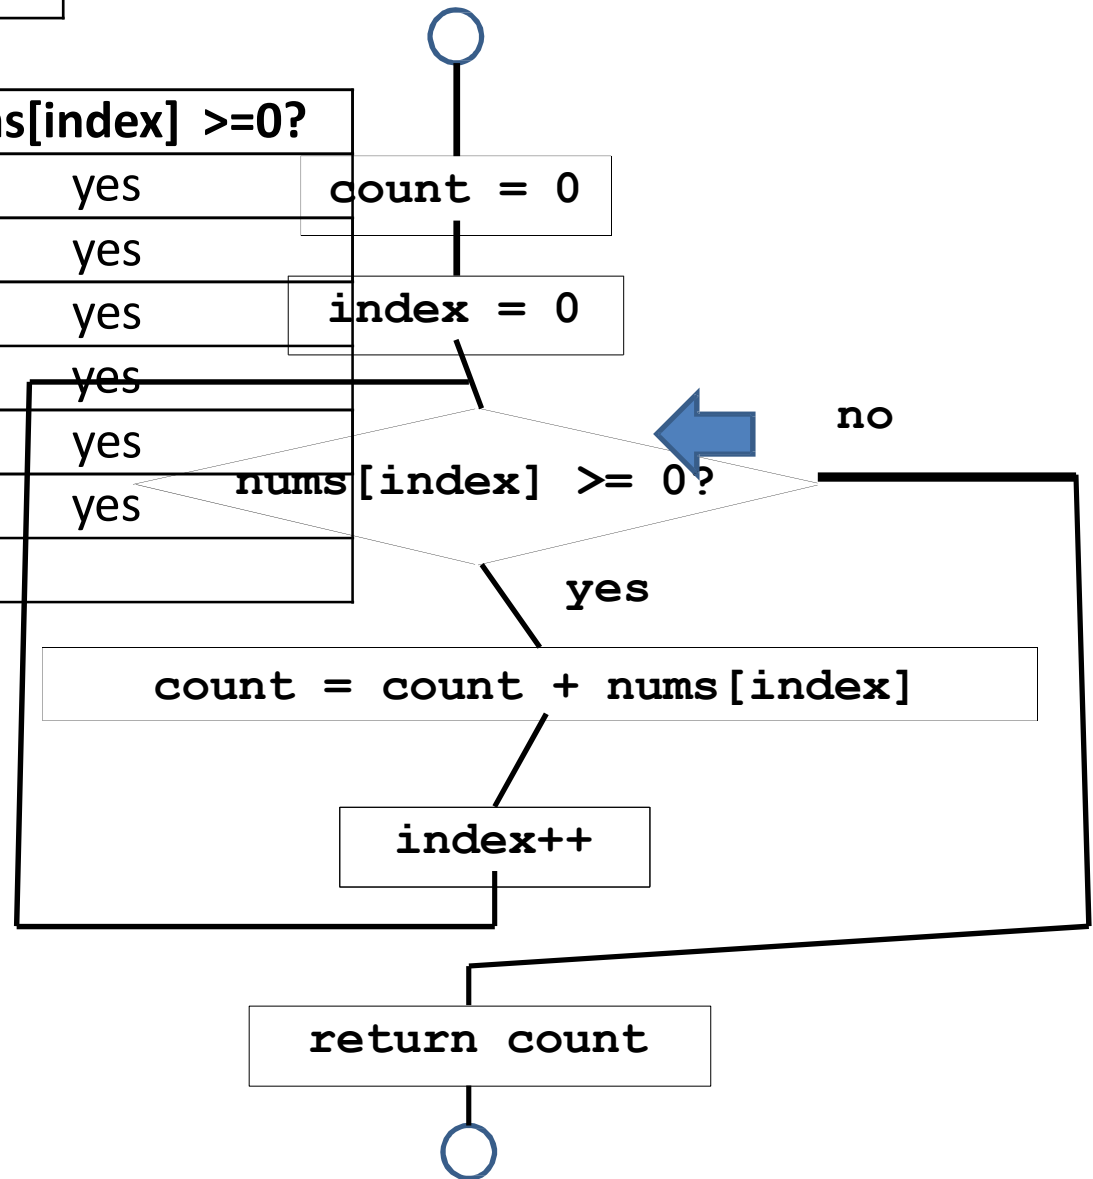 s[index] >=0?
yes
yes
yes
yes
yes
yes
count = 0
index = 0
no
nums[index] >= 0?
yes
count = count + nums[index]
index++
return count